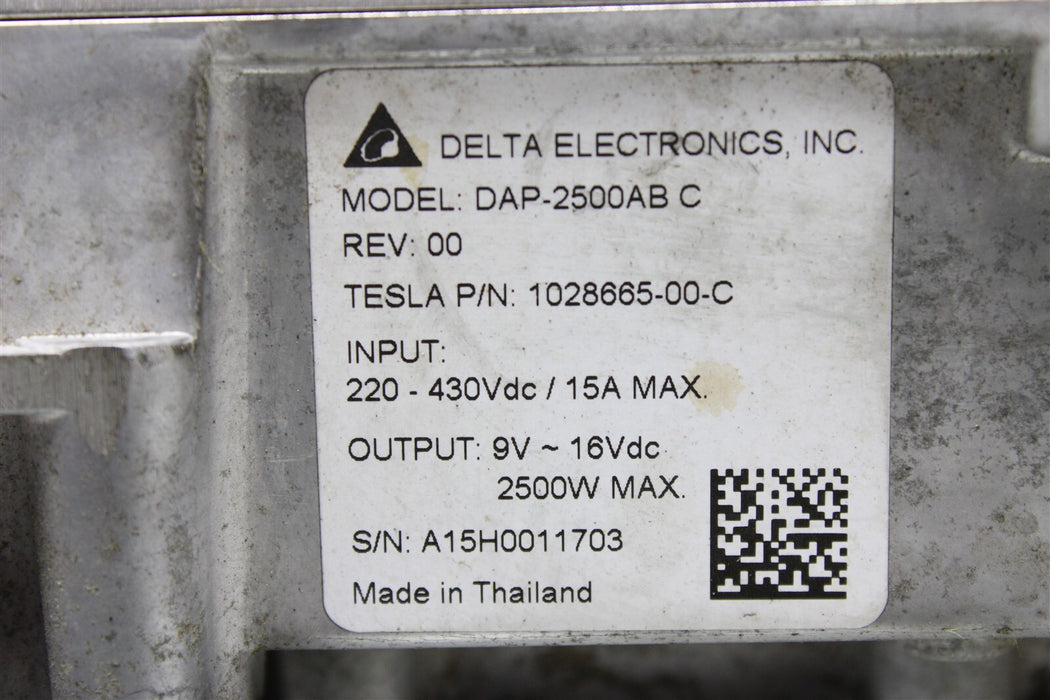 DELTA ELECTRONICS, INC.
MODEL: DAP-2500AB C
REV: 00
TESLA P/N: 1028665-00-C
INPUT:
220 - 430Vdc / 15A MAX.
OUTPUT: 9V ~ 16Vdc
2500W MAX.
S/N: A15H0011703
Made in Thailand